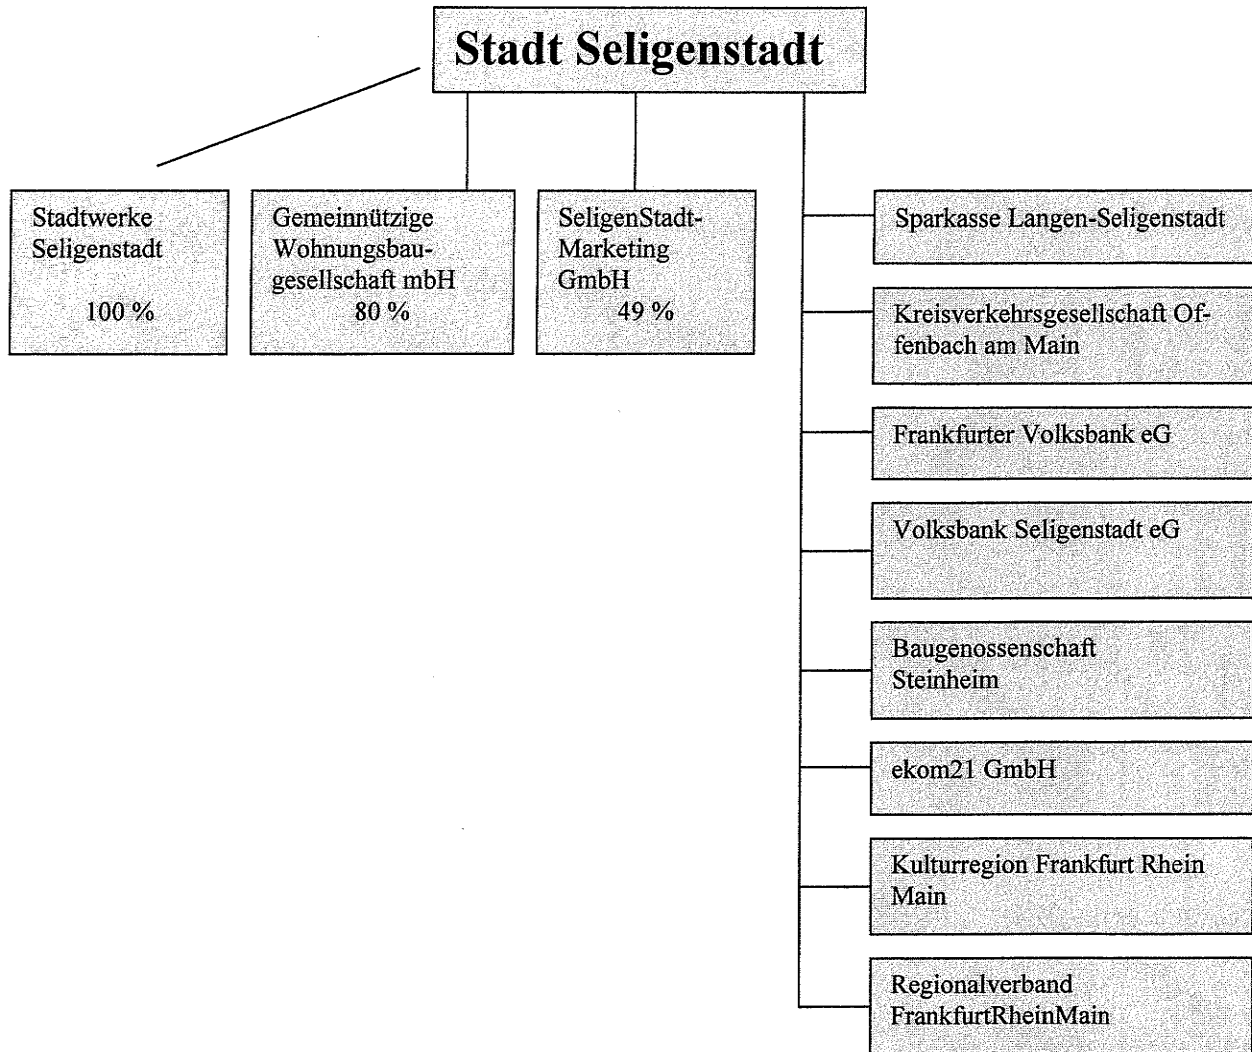 Stadt Seligenstadt
Stadtwerke
Seligenstadt
100 %
Gemeinnützige
Wohnungsbau-
gesellschaft mbH
80 %
SeligenStadt-
Marketing
GmbH
49 %
Sparkasse Langen-Seligenstadt
Kreisverkehrsgesellschaft Of-
fenbach am Main
Frankfurter Volksbank eG
Volksbank Seligenstadt eG
Baugenossenschaft
Steinheim
ekom21 GmbH
Kulturregion Frankfurt Rhein
Main
Regionalverband
FrankfurtRheinMain